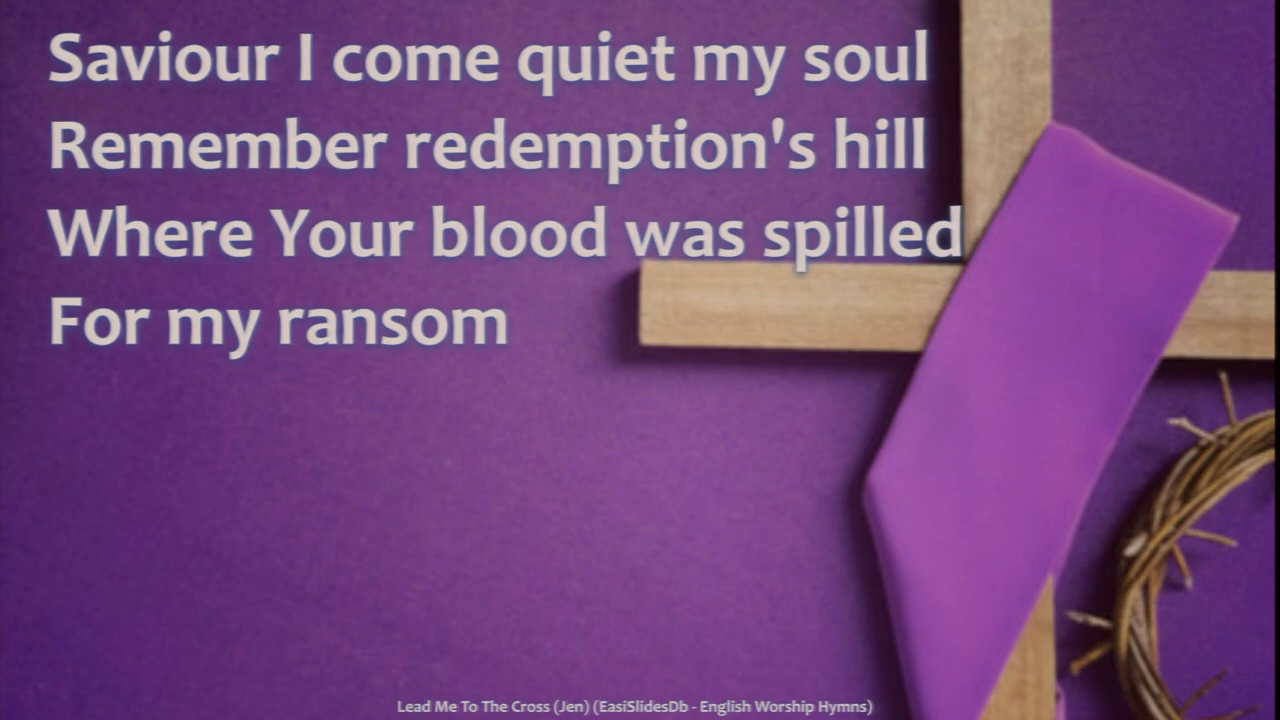 Saviour I come quiet my soul
Remember redemption's hill
Where Your blood was spilled
For my ransom
Lead Me To The Cross (Jen) (EasiSlidesDb - English Worship Hymns)